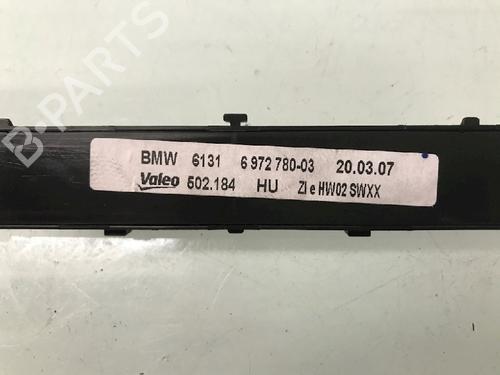 B-PARTS
BMW 6131 6 972 780-03 20.03.07
Valeo 502.184 HU ZI e HW02 SWXX